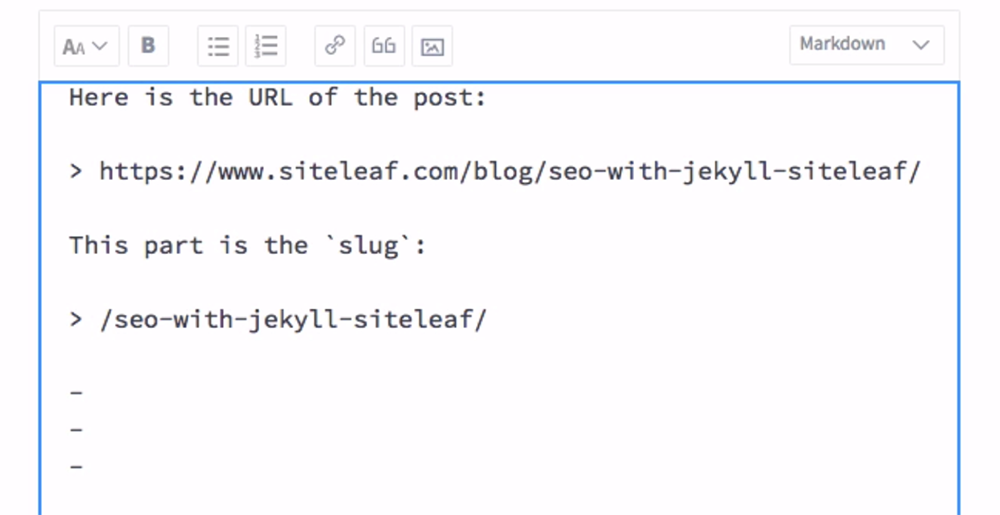 AA
B
Markdown
Here is the URL of the post:
> https://www.siteleaf.com/blog/seo-with-jekyll-siteleaf/
This part is the `slug`:
> /seo-with-jekyll-siteleaf/
-
-
-